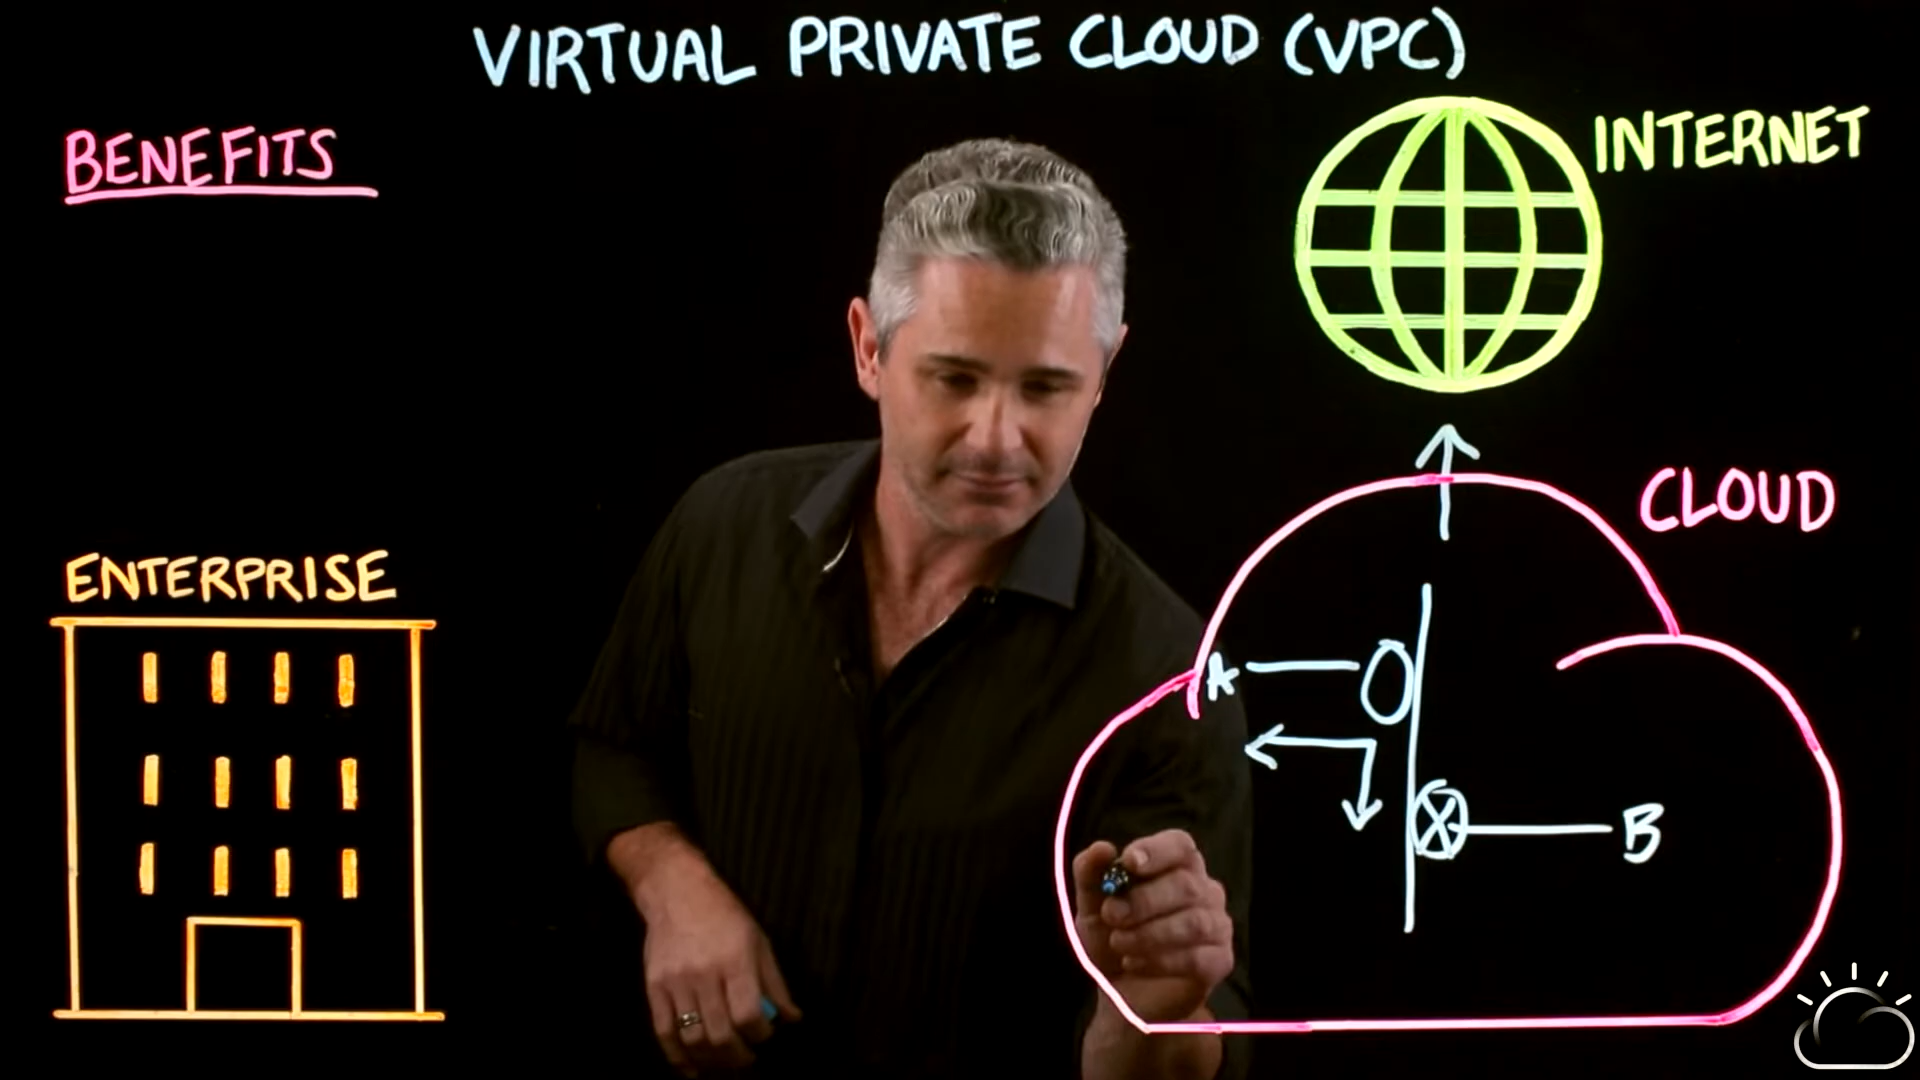 VIRTUAL PRIVATE CLOUD (VPC)
BENEFITS
INTERNET
CLOUD
ENTERPRISE
A
B